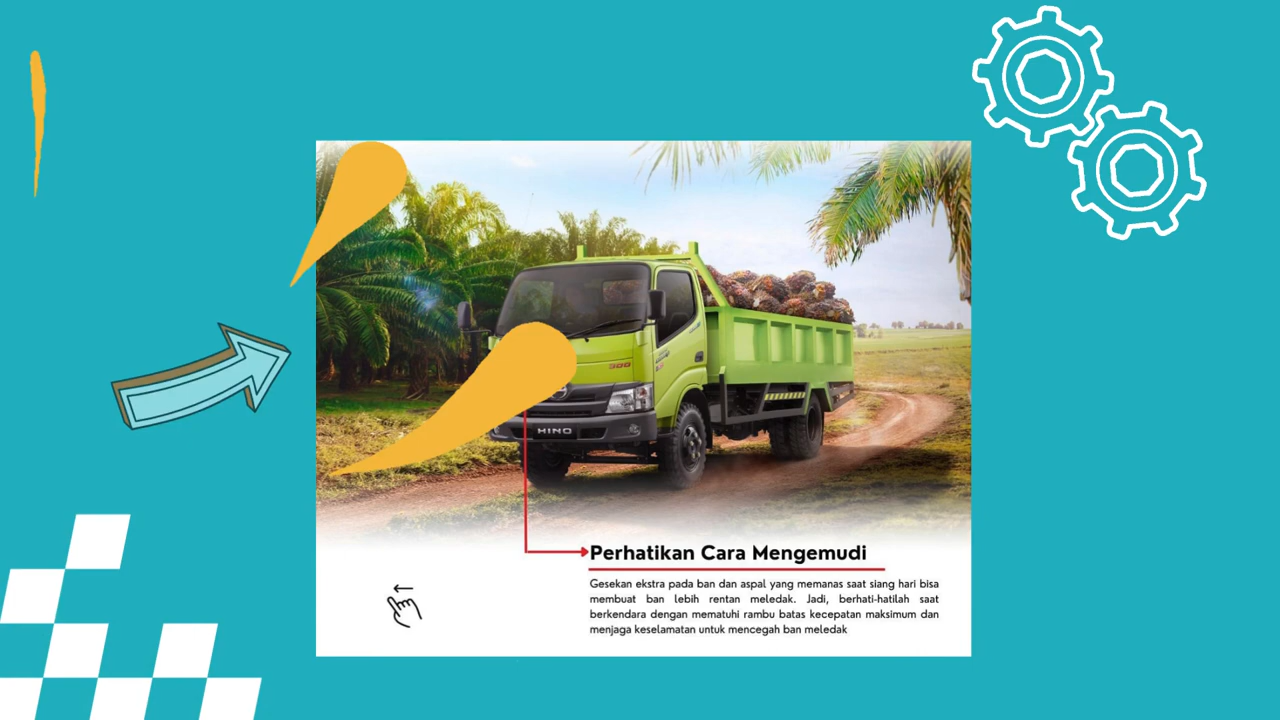 300
HINO
Perhatikan Cara Mengemudi
Gesekan ekstra pada ban dan aspal yang memanas saat siang hari bisa
membuat ban lebih rentan meledak. Jadi, berhati-hatilah saat
berkendara dengan mematuhi rambu batas kecepatan maksimum dan
menjaga keselamatan untuk mencegah ban meledak